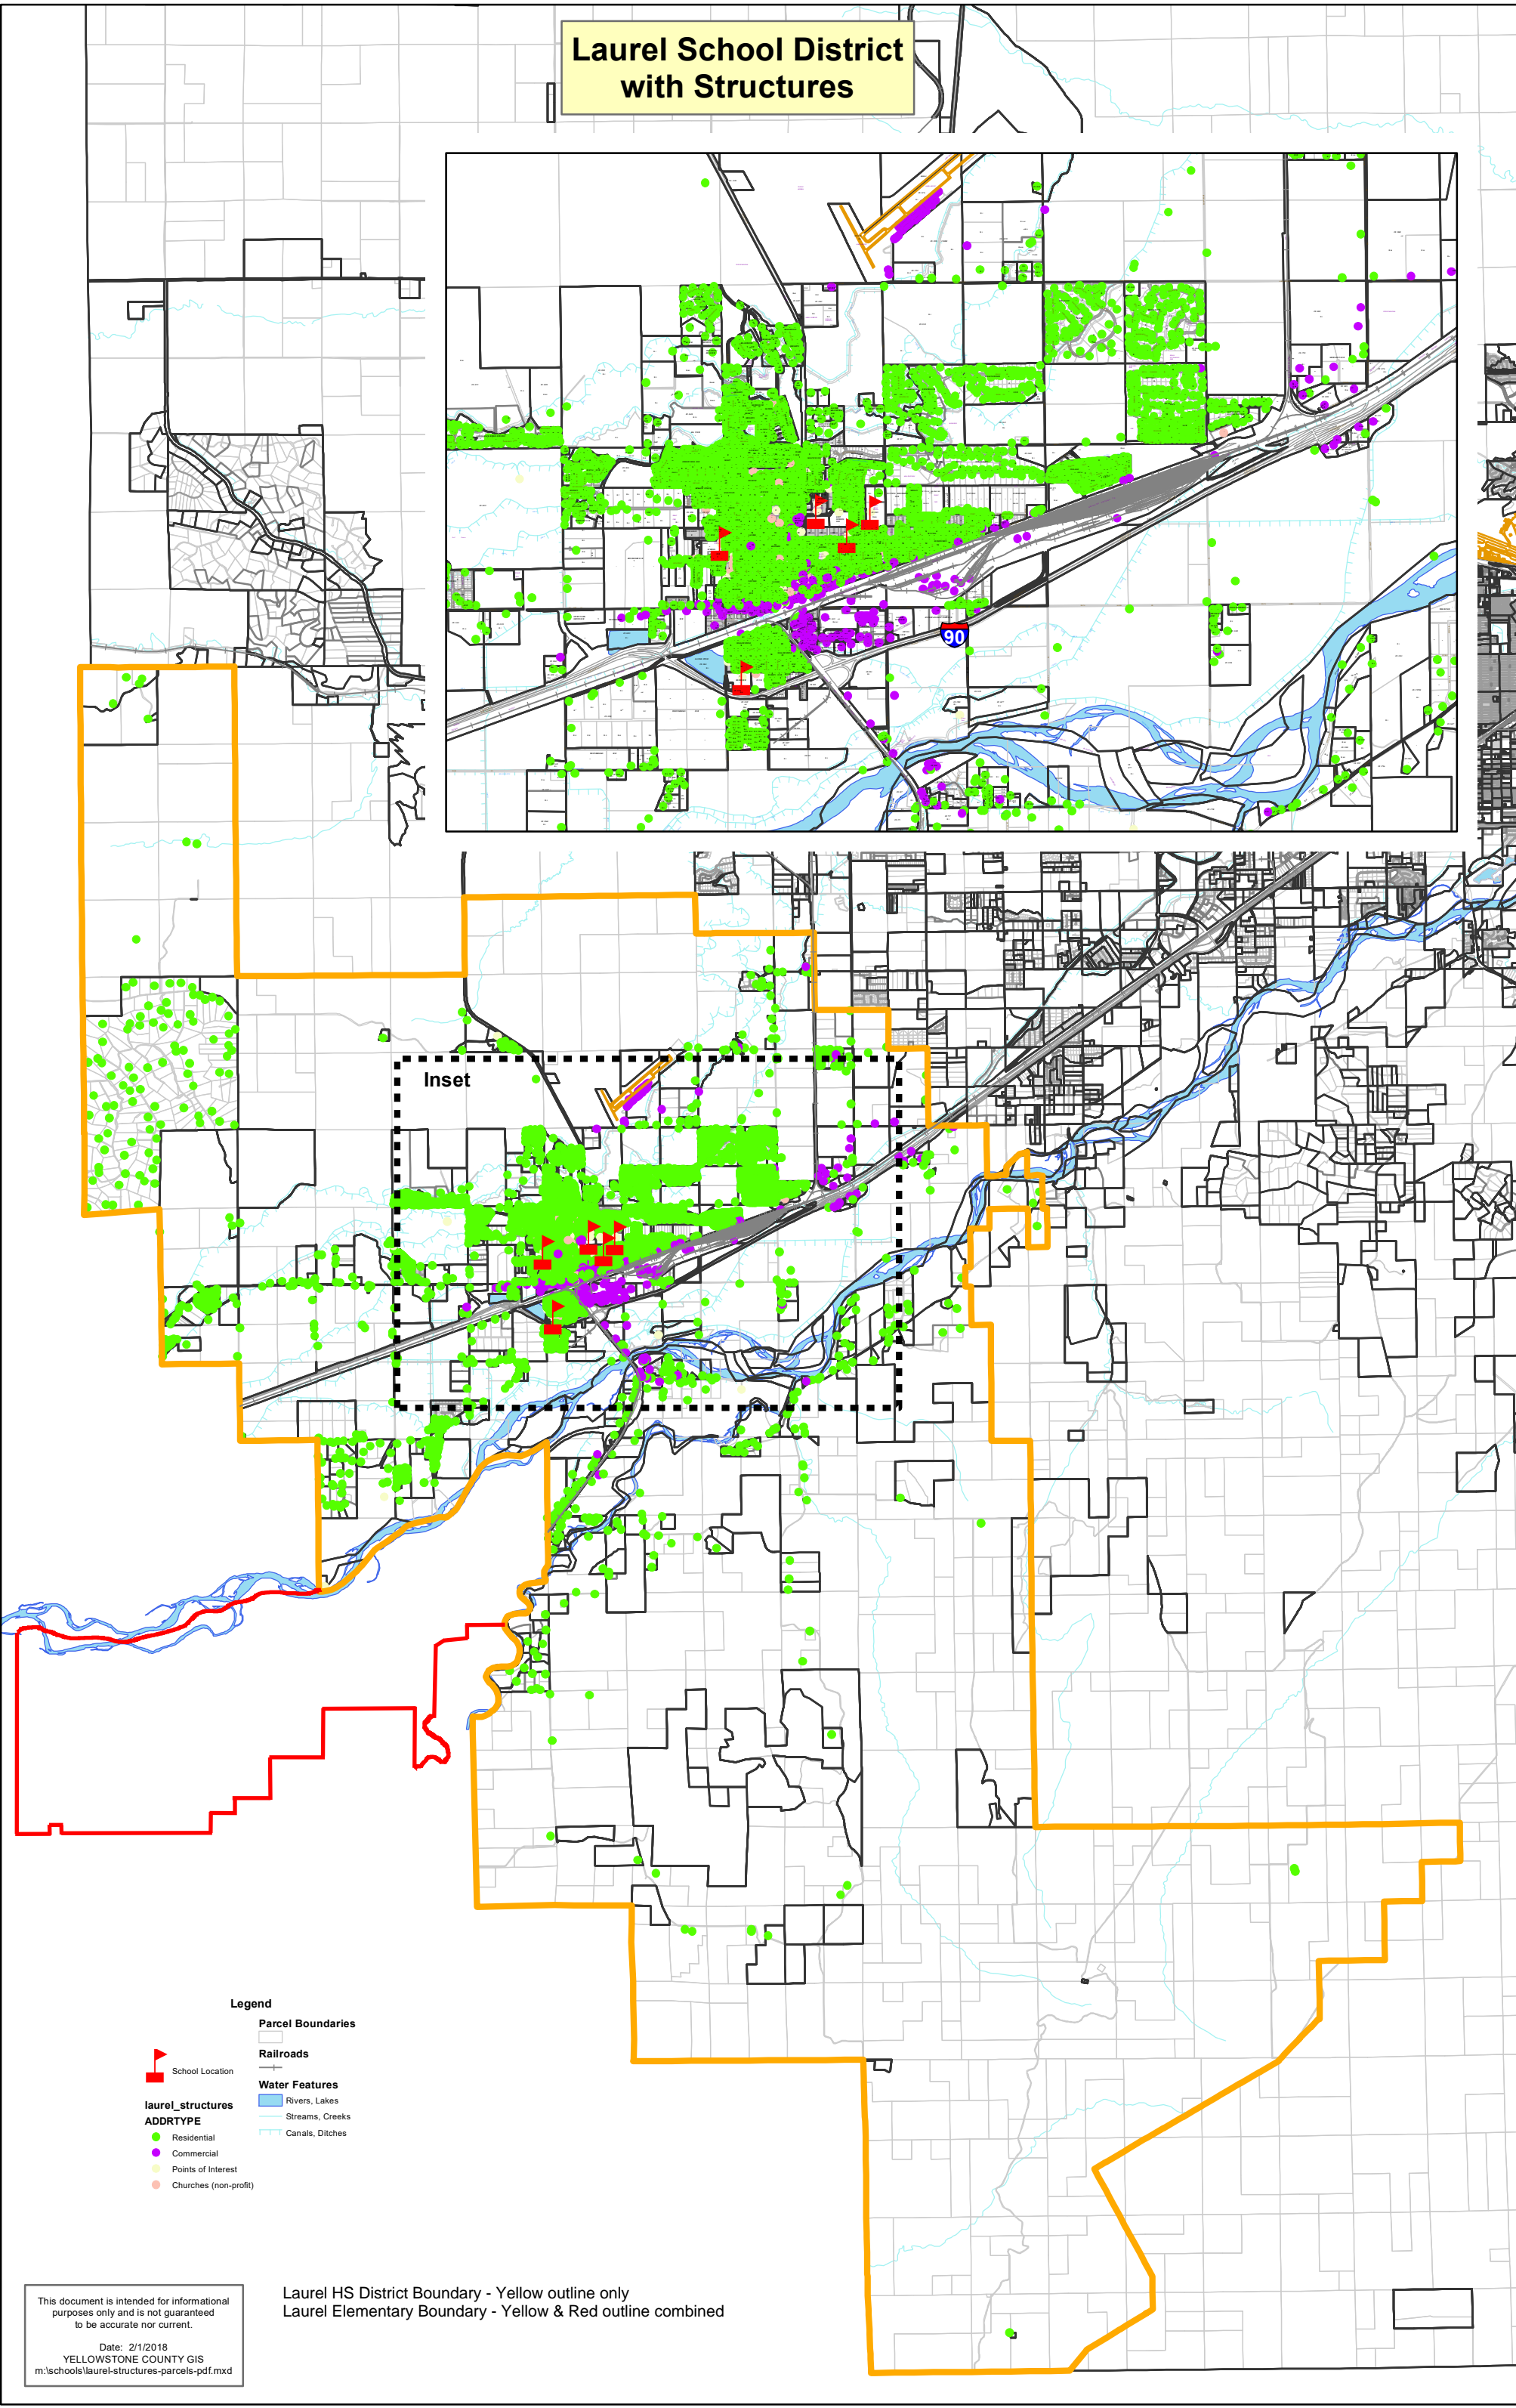 Laurel School District
with Structures
90
Inset
Legend
Parcel Boundaries
Railroads
School Location
Water Features
Rivers, Lakes
laurel_structures
Streams, Creeks
ADDRTYPE
Canals, Ditches
Residential
Commercial
Points of Interest
Churches (non-profit)
This document is intended for informational
purposes only and is not guaranteed
to be accurate nor current.
Date: 2/1/2018
YELLOWSTONE COUNTY GIS
m:\schools\laurel-structures-parcels-pdf.mxd
Laurel HS District Boundary - Yellow outline only
Laurel Elementary Boundary - Yellow & Red outline combined